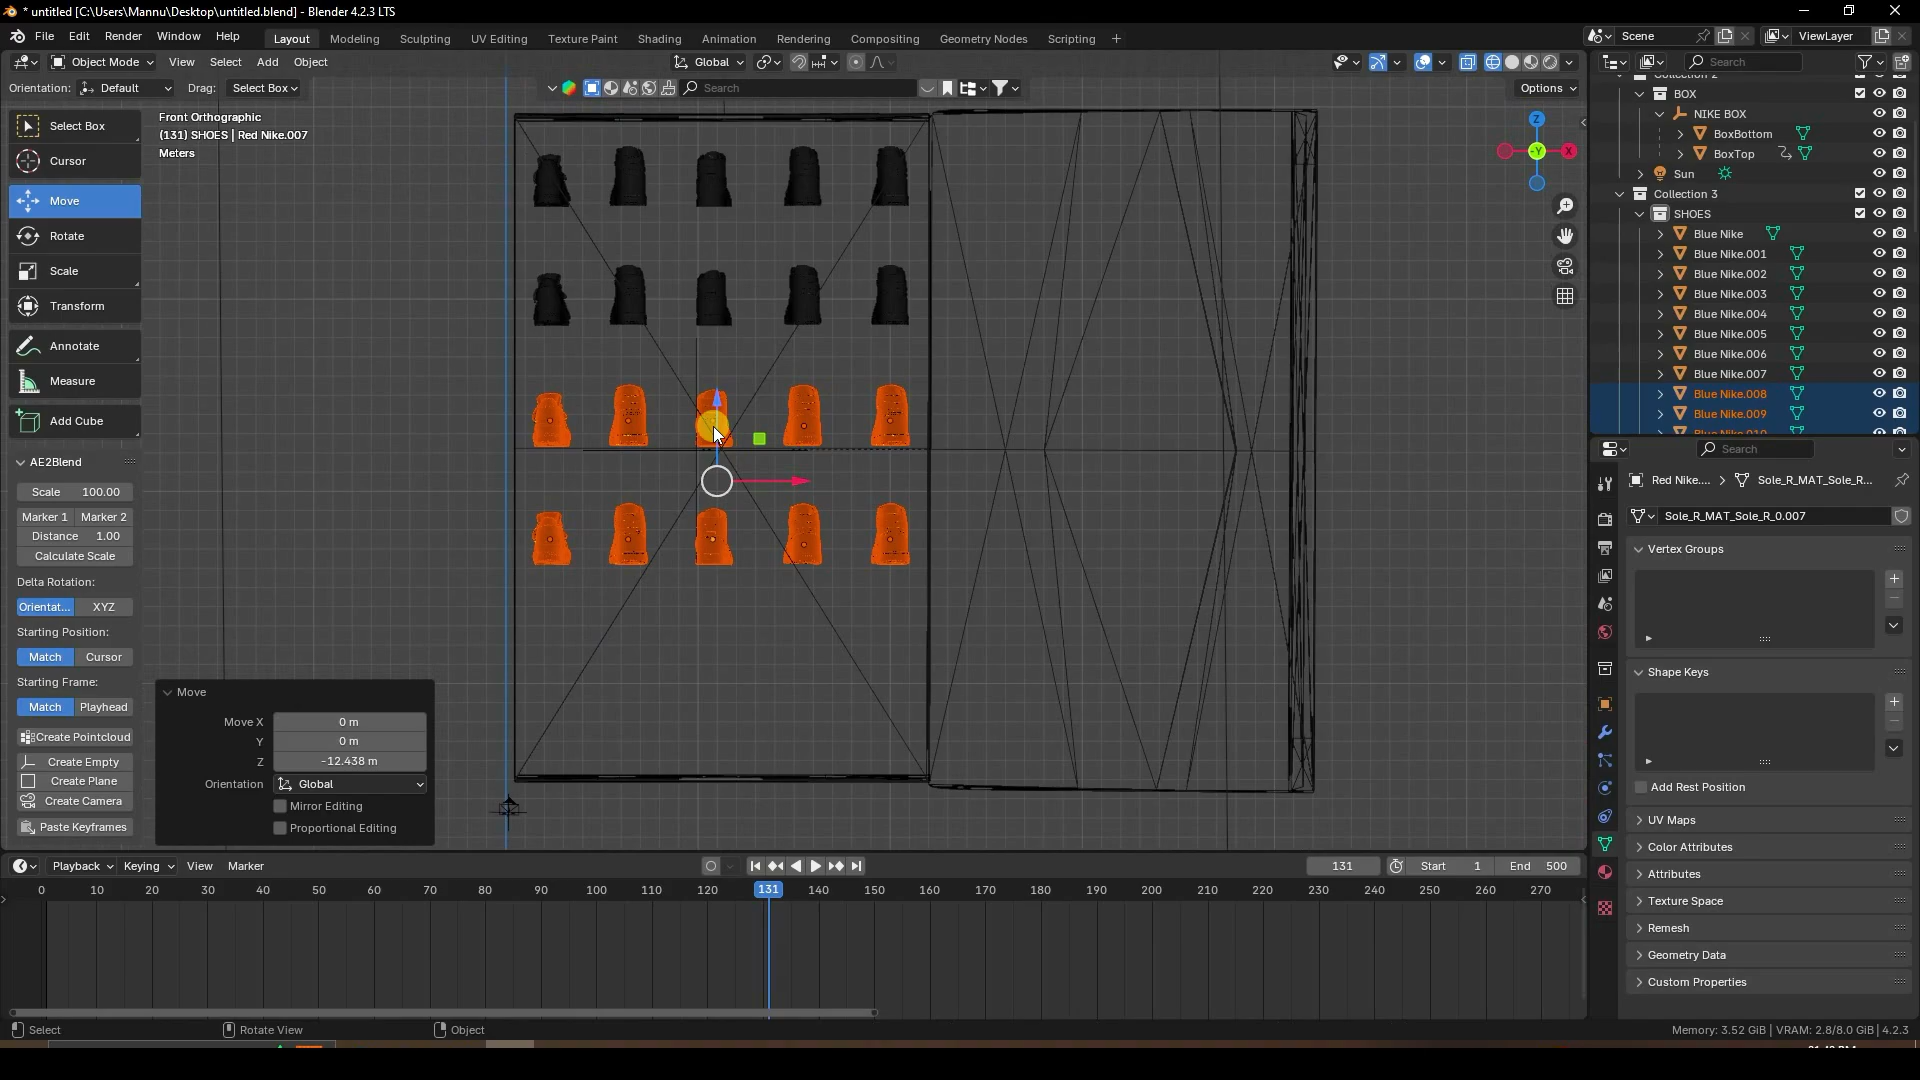 * untitled [C:\Users\Mannu\Desktop\untitled.blend] - Blender 4.2.3 LTS
File Edit Render Window Help Layout Modeling Sculpting UV Editing Texture Paint Shading Animation Rendering Compositing Geometry Nodes Scripting + Scene ViewLayer
Object Mode View Select Add Object Global Search
Orientation: Default Drag: Select Box Search Options
Select Box
Cursor
Move
Rotate
Scale
Transform
Annotate
Measure
Add Cube
AE2Blend
Scale 100.00
Marker 1 Marker 2
Distance 1.00
Calculate Scale
Delta Rotation:
Orientat... XYZ
Starting Position:
Match Cursor
Starting Frame:
Match Playhead
Create Pointcloud
Create Empty
Create Plane
Create Camera
Paste Keyframes
Front Orthographic
(131) SHOES | Red Nike.007
Meters
Z
-Y X
Move
Move X 0 m
Y 0 m
Z -12.438 m
Orientation Global
Mirror Editing
Proportional Editing
Collection 2
BOX
NIKE BOX
BoxBottom
BoxTop
Sun
Collection 3
SHOES
Blue Nike
Blue Nike.001
Blue Nike.002
Blue Nike.003
Blue Nike.004
Blue Nike.005
Blue Nike.006
Blue Nike.007
Blue Nike.008
Blue Nike.009
Blue Nike.010
Search
Red Nike.... Sole_R_MAT_Sole_R...
Sole_R_MAT_Sole_R_0.007
Vertex Groups
Shape Keys
Add Rest Position
UV Maps
Color Attributes
Attributes
Texture Space
Remesh
Geometry Data
Custom Properties
Playback Keying View Marker 131 Start 1 End 500
0 10 20 30 40 50 60 70 80 90 100 110 120 131 140 150 160 170 180 190 200 210 220 230 240 250 260 270
Select Rotate View Object Memory: 3.52 GiB | VRAM: 2.8/8.0 GiB | 4.2.3